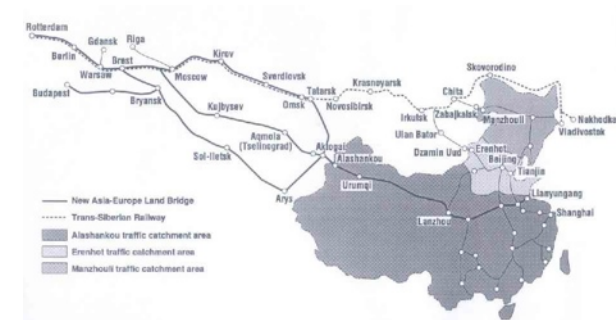 Rotterdam
Berlin
Gdansk
Riga
Warsaw
Brest
Budapest
Bryansk
Moscow
Kirov
Sverdlovsk
Omsk
Tatarsk
Novosibirsk
Krasnoyarsk
Irkutsk
Chita
Skovorodino
Zabajkalsk
Manzhouli
Nakhodka
Vladivostak
Ulan Bator
Dzamin Uud
Erenhot
Beijing
Tianjin
Lianyungang
Shanghai
Lanzhou
Kujbysev
Aqmola
(Tselinograd)
Sol-Iletsk
Arys
Aktogai
Alashankou
Urumqi
New Asia-Europe Land Bridge
Trans-Siberian Railway
Alashankou traffic catchment area
Erenhot traffic catchment area
Manzhouli traffic catchment area